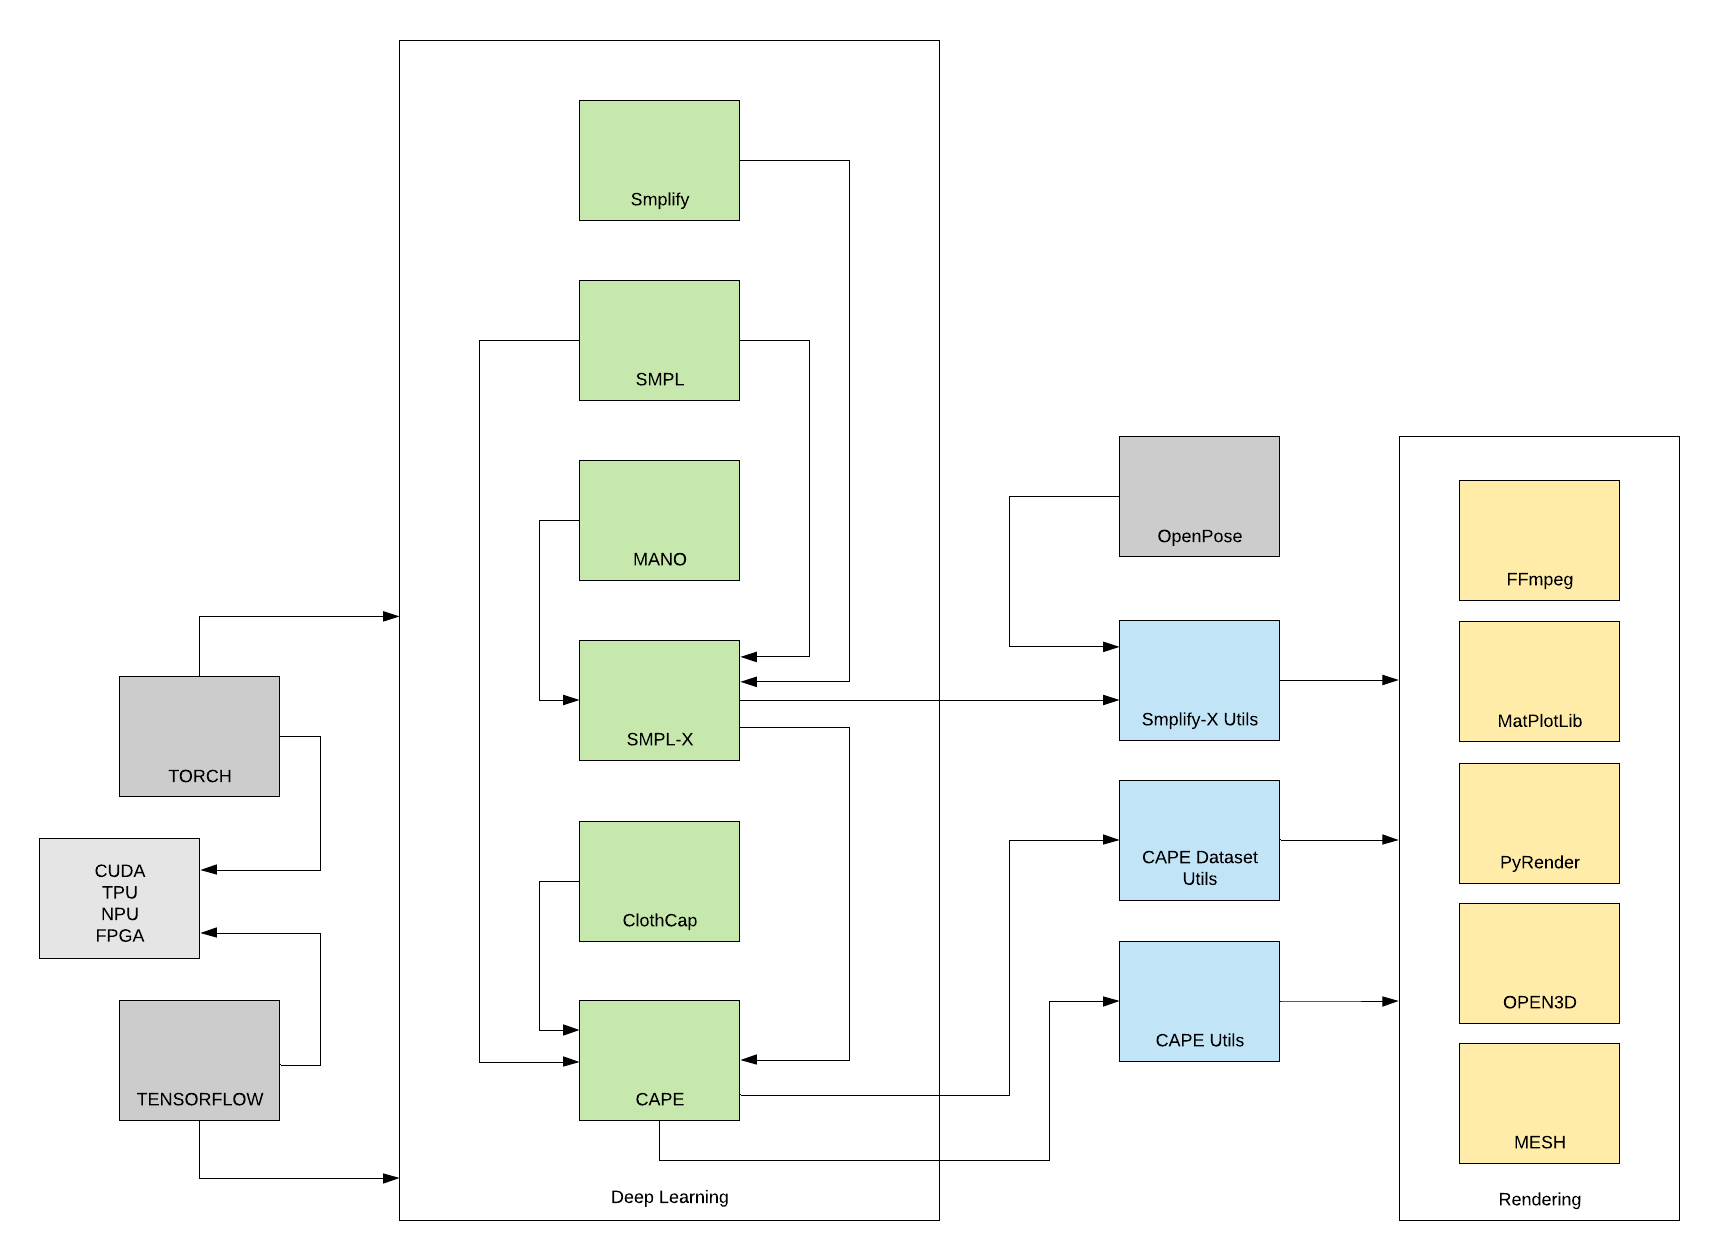 Smplify
SMPL
MANO
SMPL-X
ClothCap
CAPE
Deep Learning
TORCH
CUDA
TPU
NPU
FPGA
TENSORFLOW
OpenPose
Smplify-X Utils
CAPE Dataset
Utils
CAPE Utils
FFmpeg
MatPlotLib
PyRender
OPEN3D
MESH
Rendering